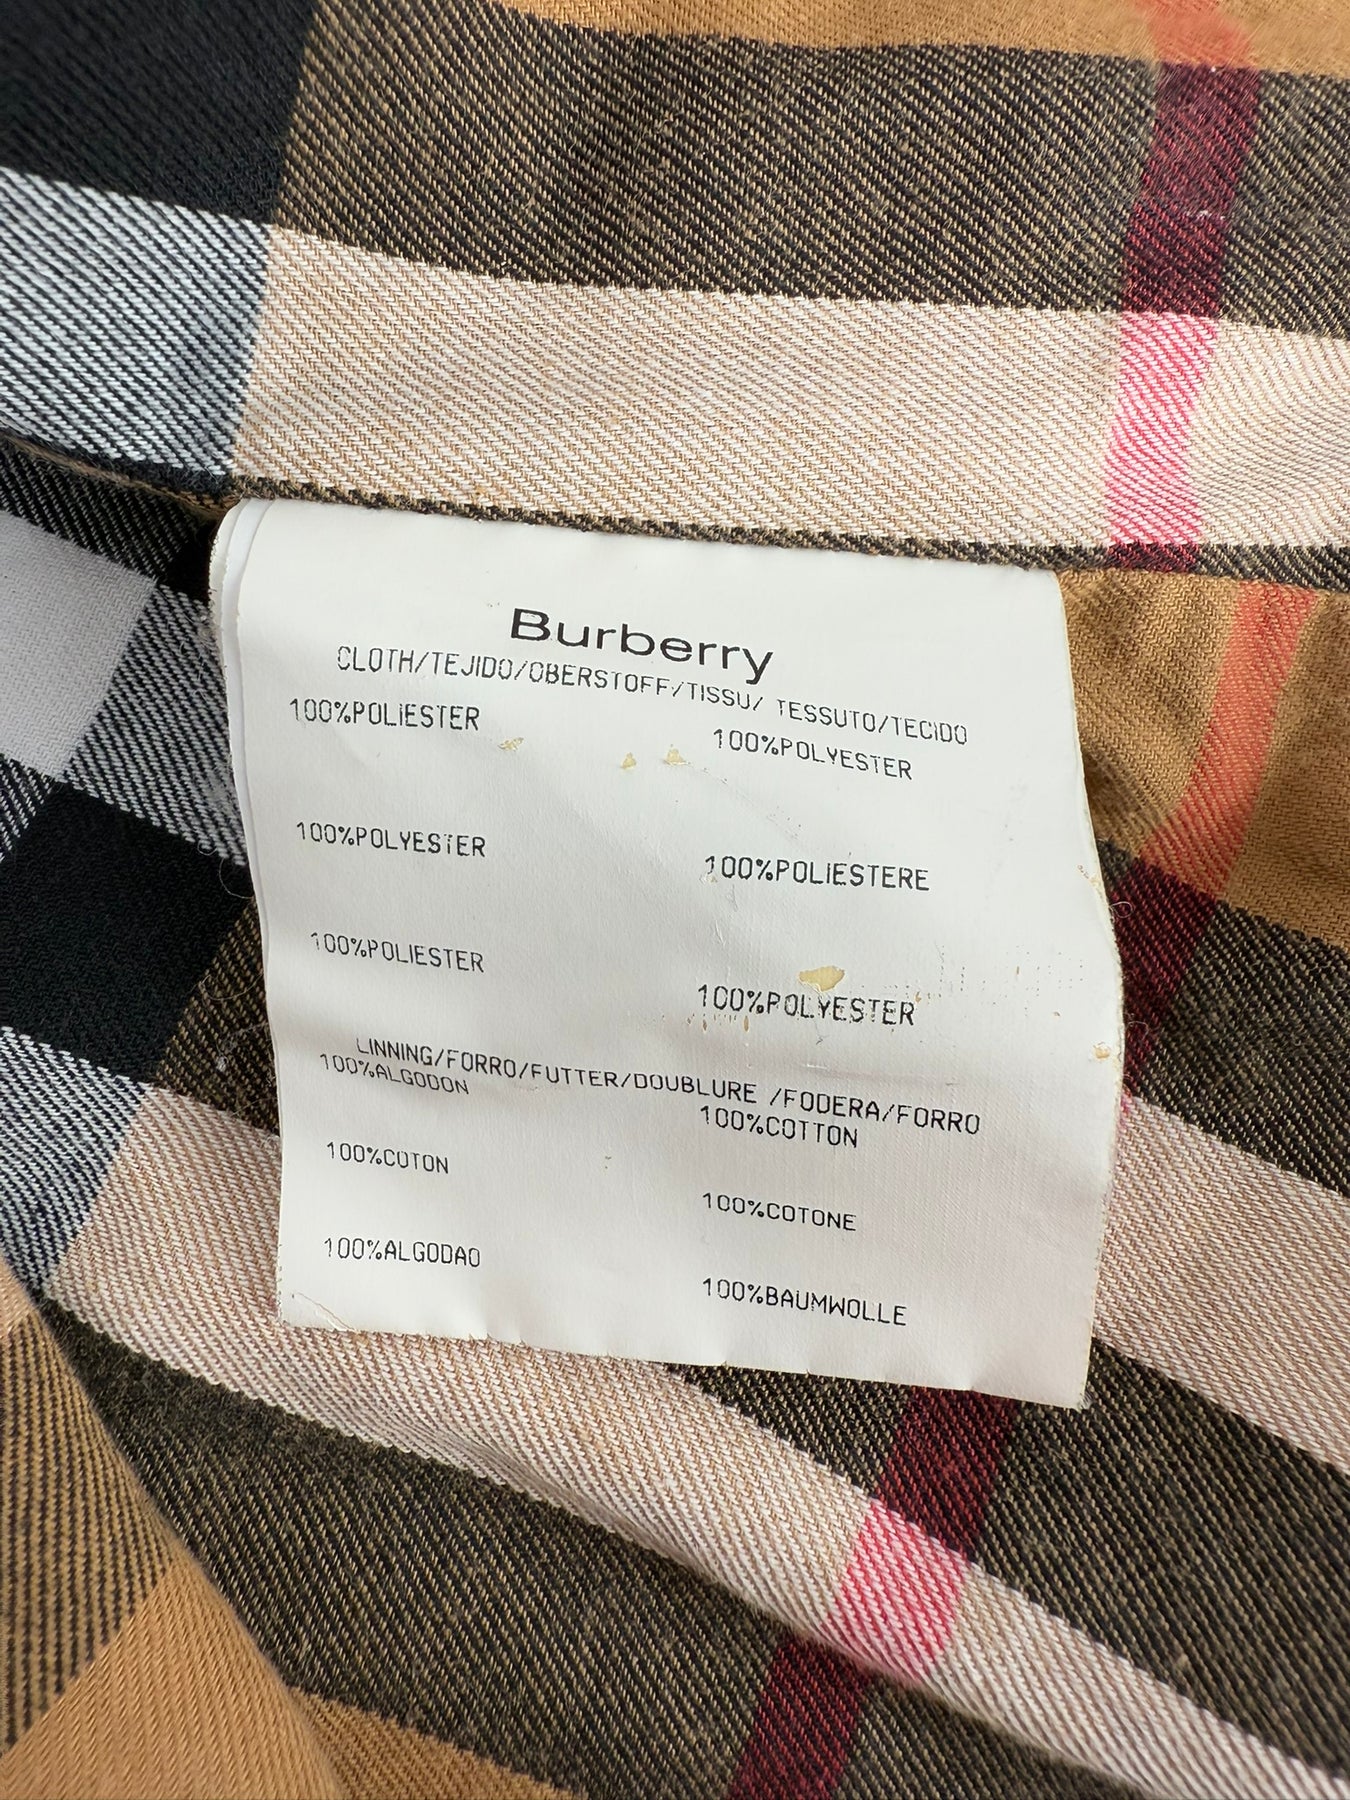 Burberry
CLOTH/TEJIDO/OBERSTOFF/TISSU/ TESSUTO/TECIDO
100%POLIESTER 100%POLYESTER
100%POLYESTER 100%POLIESTERE
100%POLIESTER 100%POLYESTER
LINNING/FORRO/FUTTER/DOUBLURE /FODERA/FORRO
100%ALGODON 100%COTTON
100%COTON 100%COTONE
100%ALGODAO 100%BAUMWOLLE